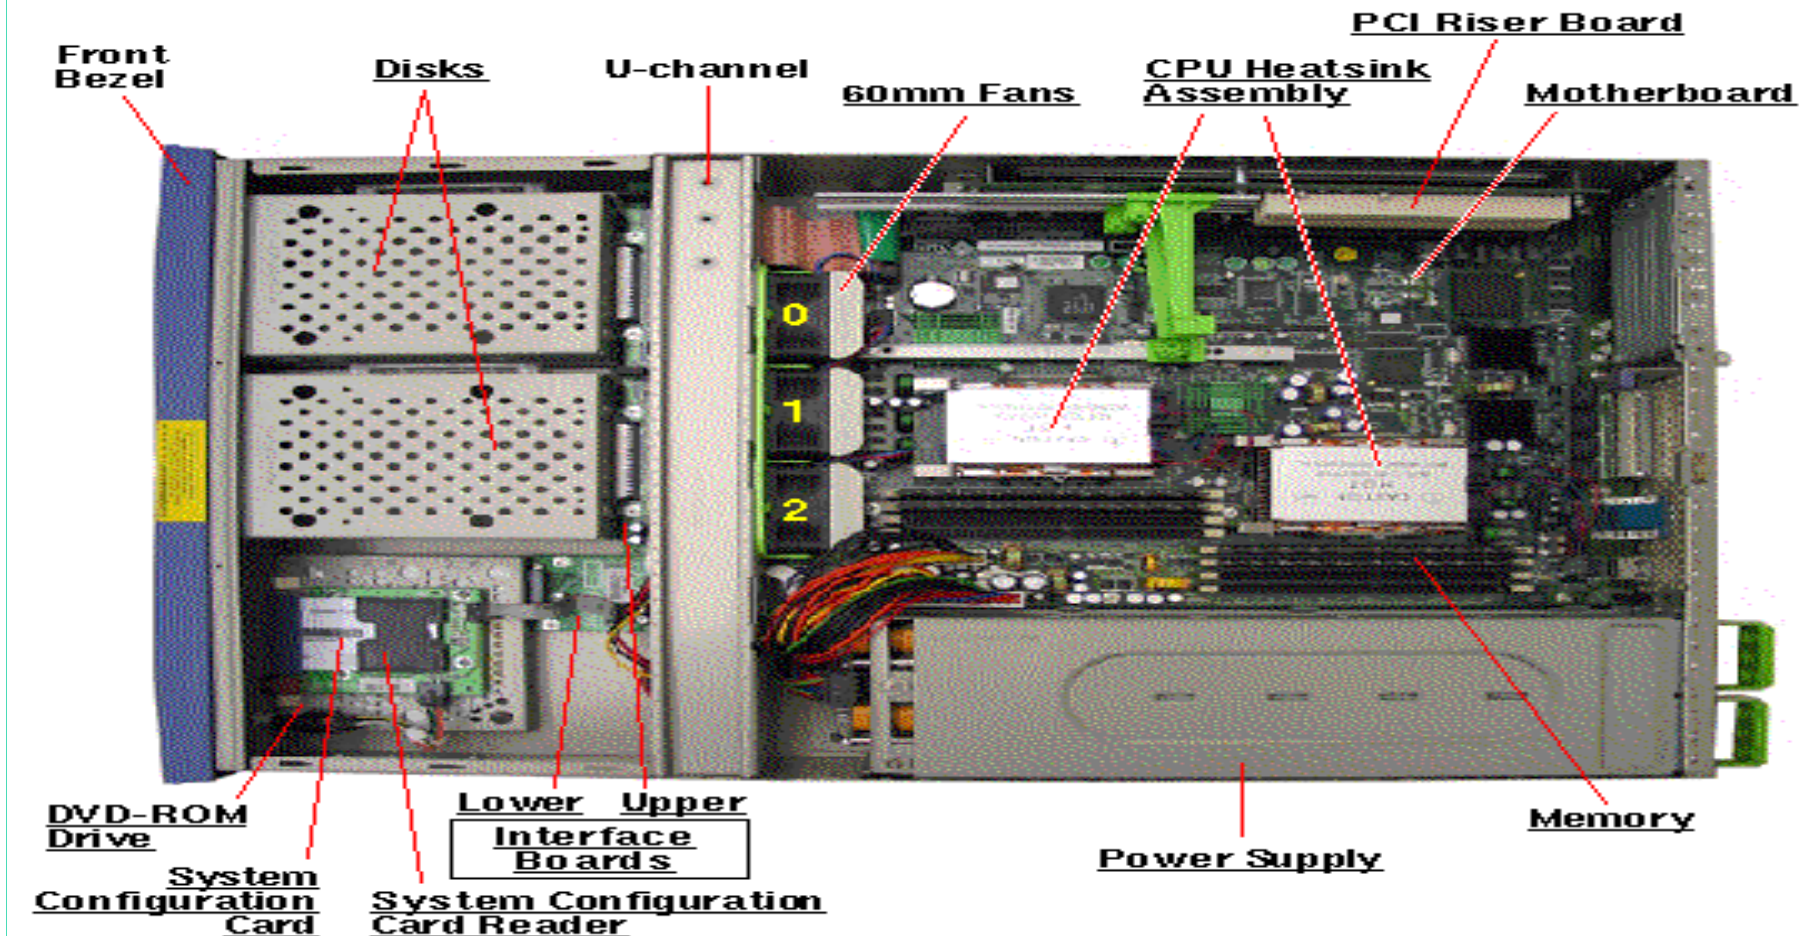 PCI Riser Board
Front
Bezel
Disks
U-channel
60mm Fans
CPU Heatsink
Assembly
Motherboard
0
1
2
DVD-ROM
Drive
Lower
Upper
Interface
Boards
System
Configuration
Card
System Configuration
Card Reader
Power Supply
Memory